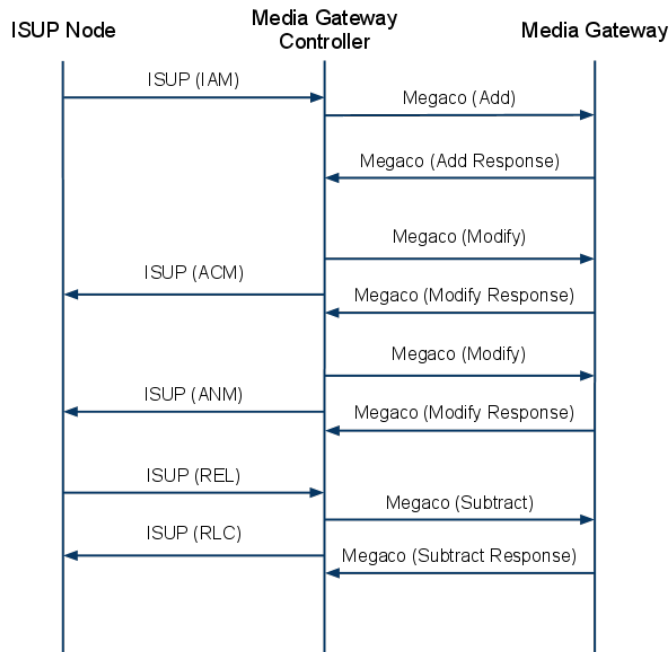 ISUP Node
Media Gateway
Controller
Media Gateway
ISUP (IAM)
Megaco (Add)
Megaco (Add Response)
Megaco (Modify)
ISUP (ACM)
Megaco (Modify Response)
Megaco (Modify)
ISUP (ANM)
Megaco (Modify Response)
ISUP (REL)
Megaco (Subtract)
ISUP (RLC)
Megaco (Subtract Response)